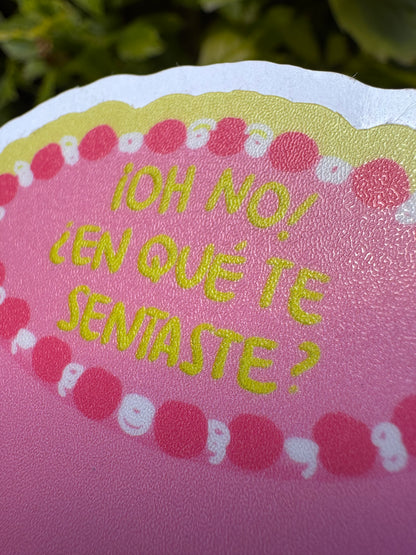 ¡OH NO!
¿EN QUÉ TE
SENTASTE?